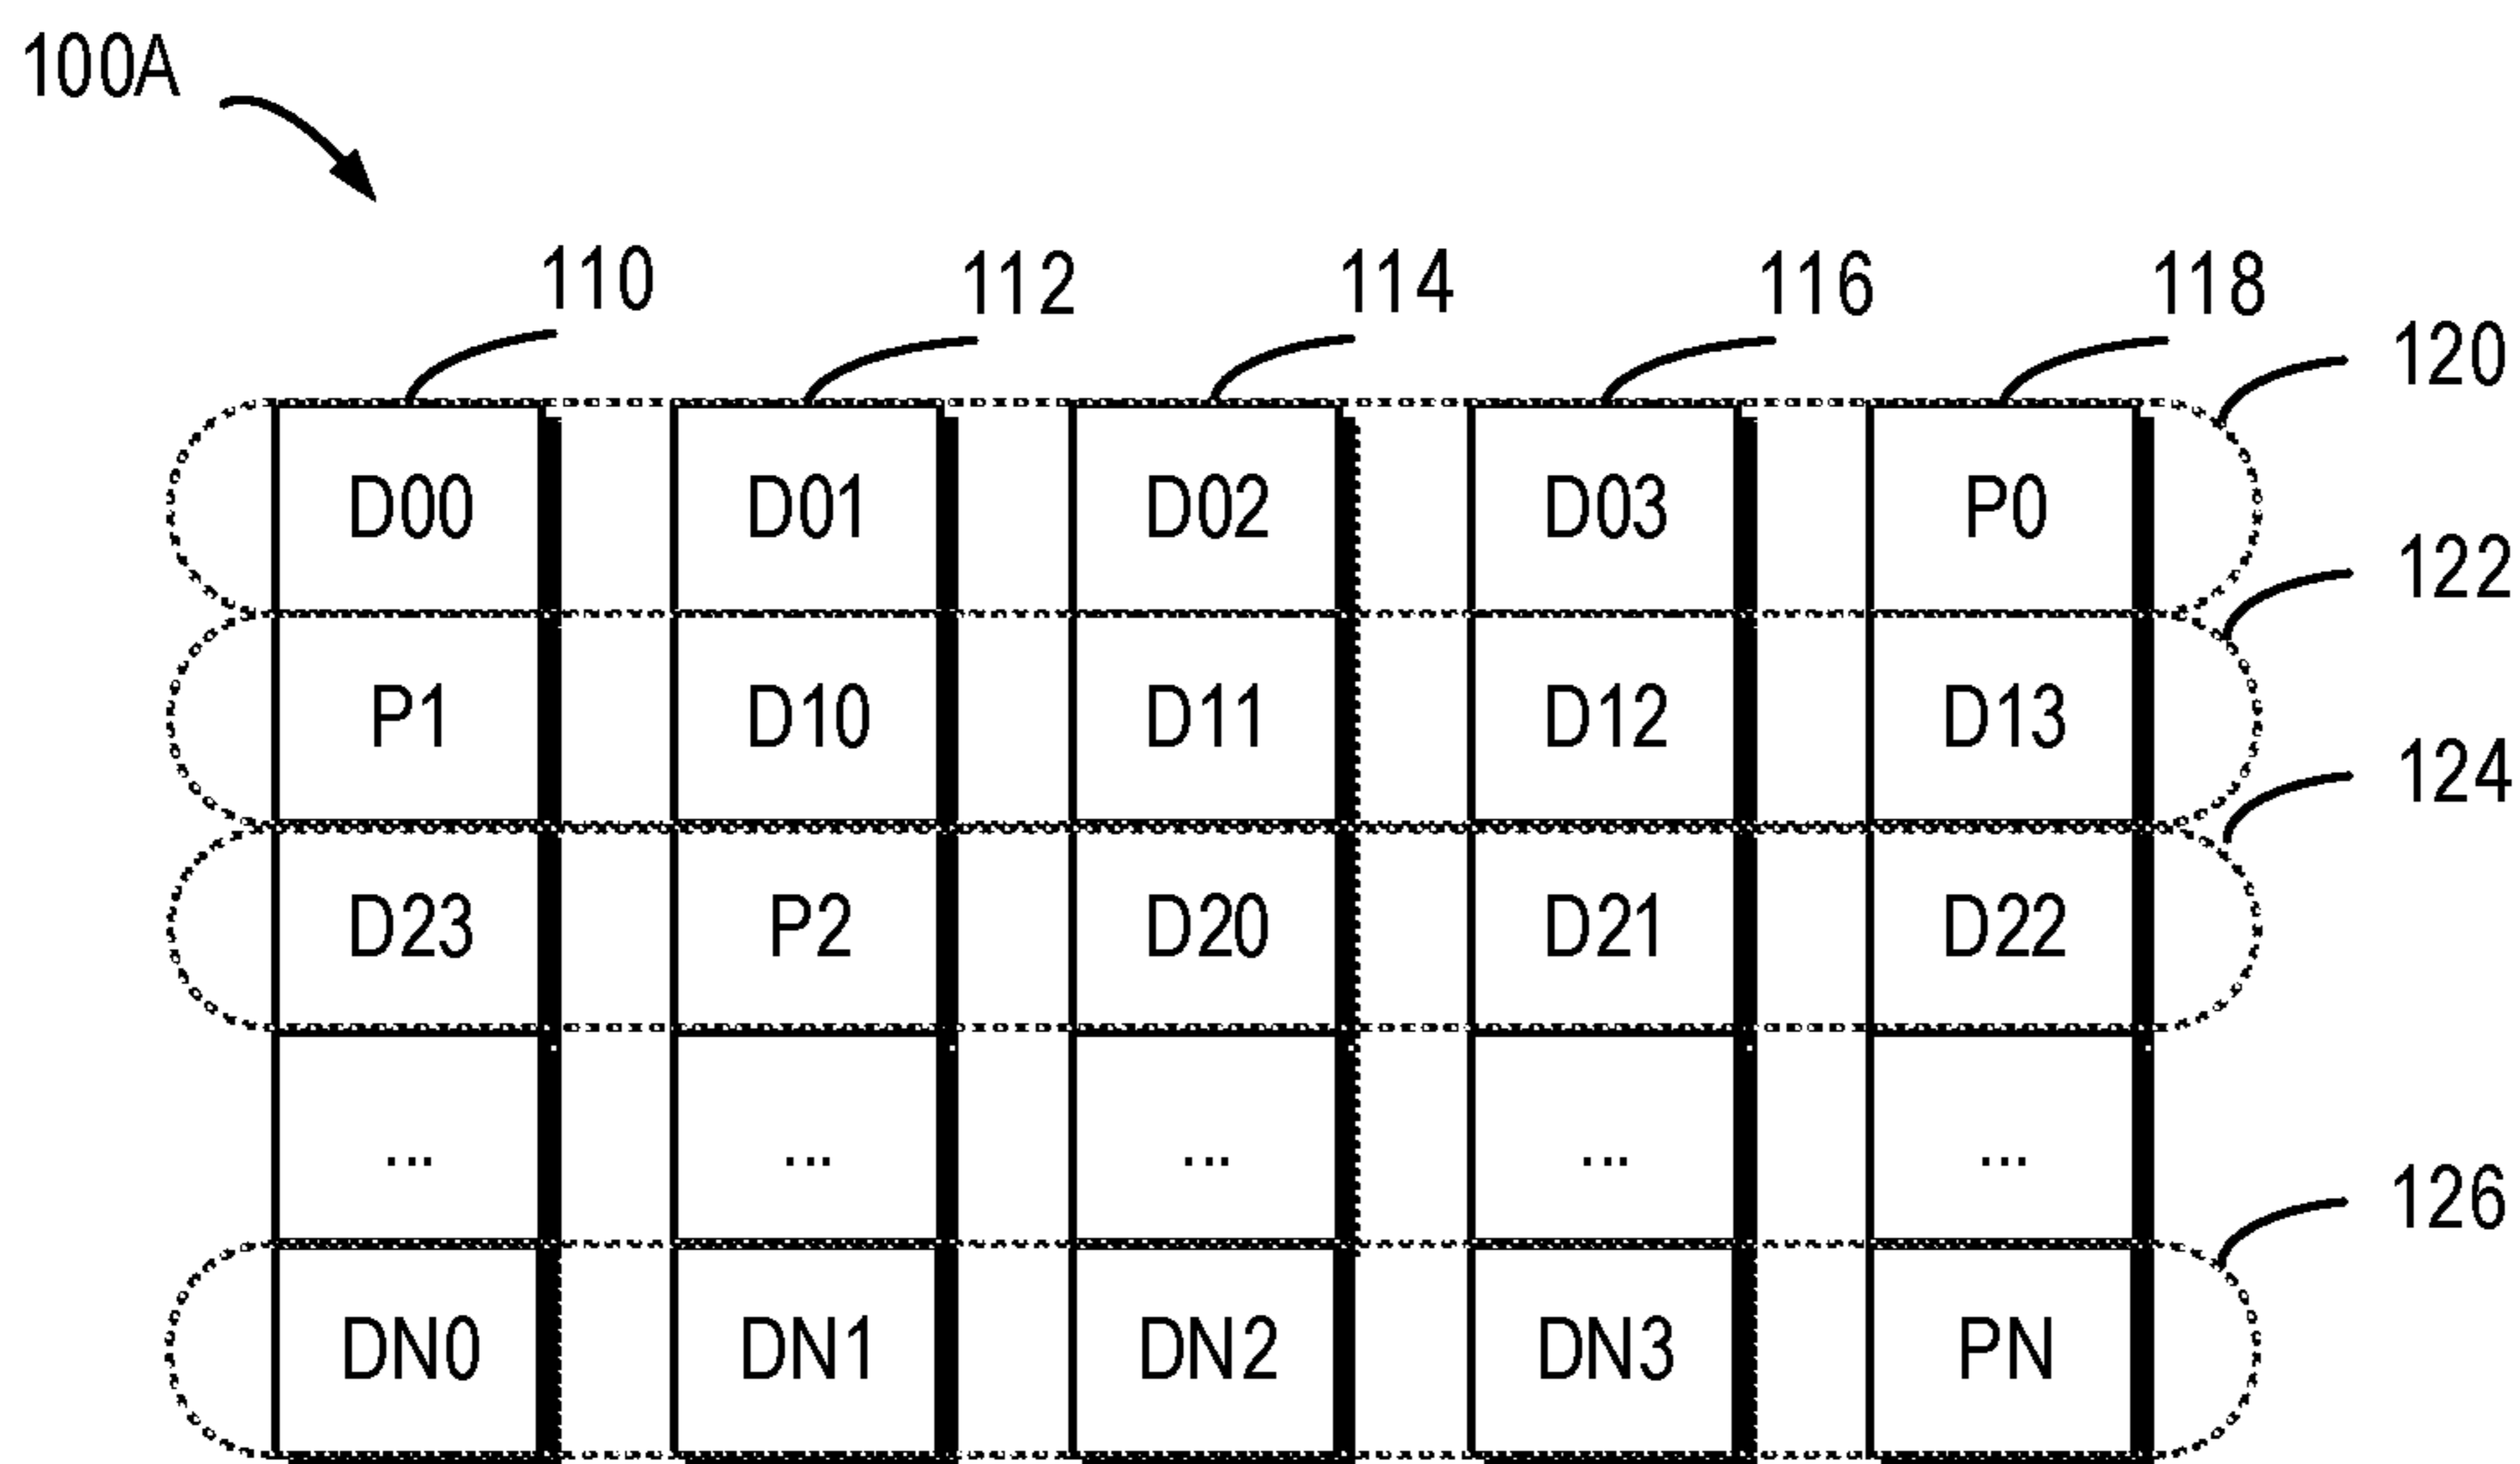 100A
110 112 114 116 118
120
D00 D01 D02 D03 P0
122
P1 D10 D11 D12 D13
124
D23 P2 D20 D21 D22
... ... ... ... ...
126
DN0 DN1 DN2 DN3 PN